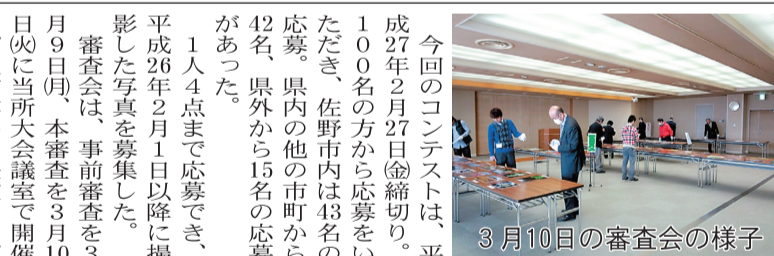 今回のコンテストは、平
成27年2月27日㈮締切り。
100名の方から応募をい
ただき、佐野市内は43名の
応募。県内の他の市町から
42名、県外から15名の応募
があった。
1人4点まで応募でき、
平成26年2月1日以降に撮
影した写真を募集した。
審査会は、事前審査を3
月9日㈪、本審査を3月10
日㈫に当所大会議室で開催
3月10日の審査会の様子